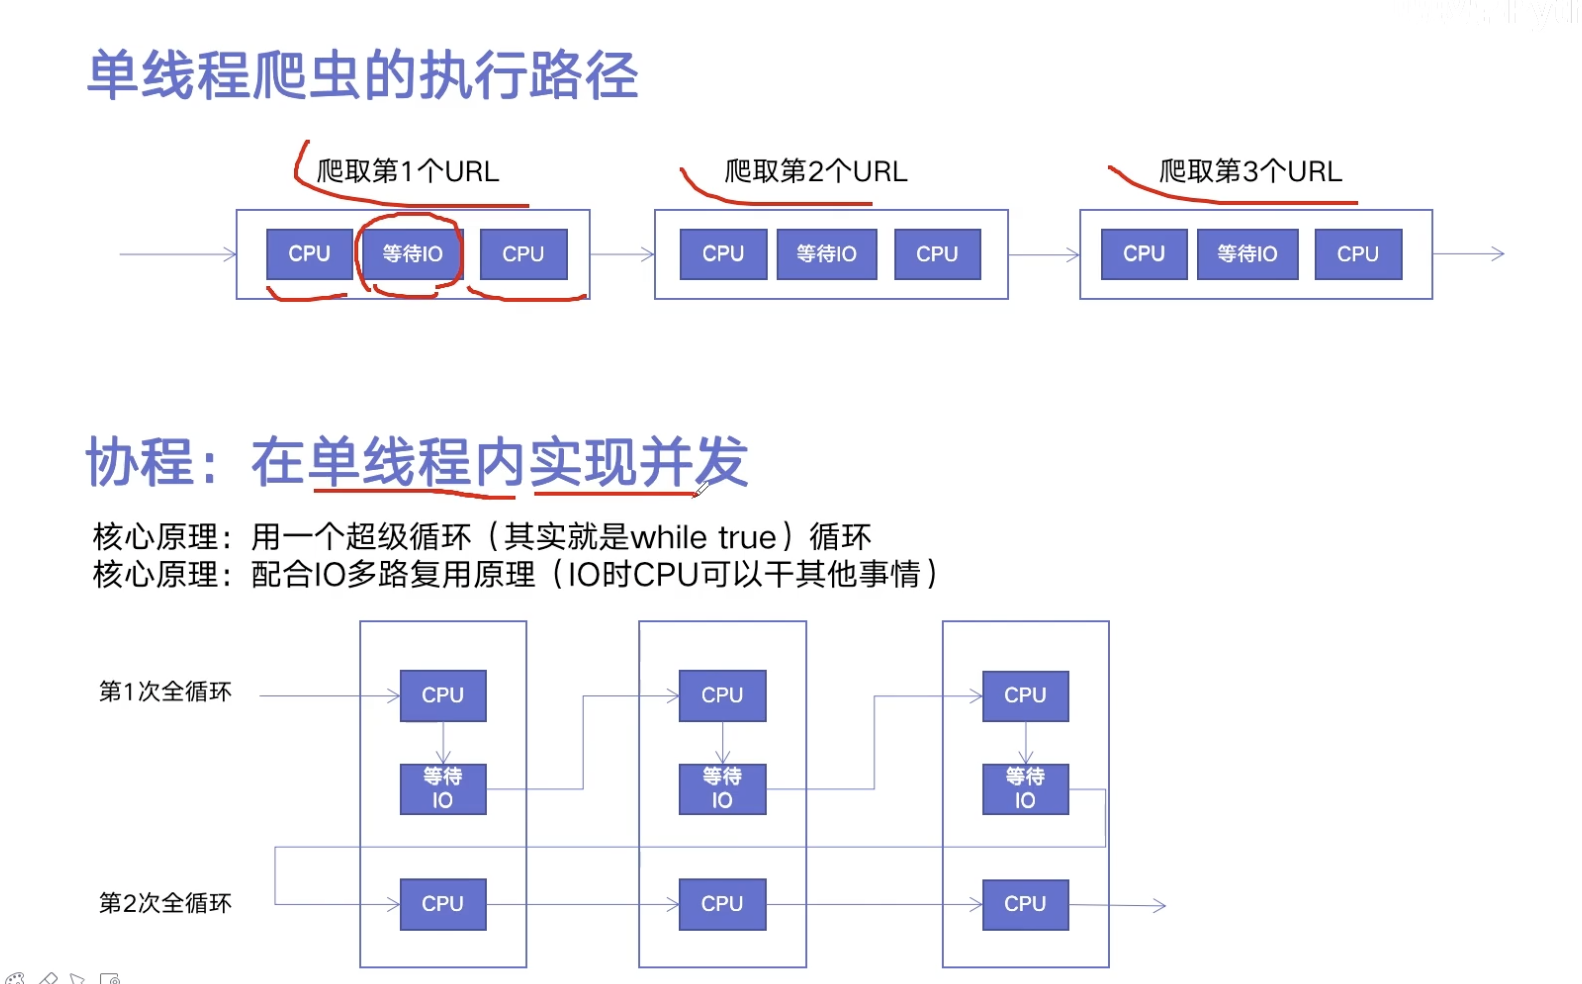 单线程爬虫的执行路径
爬取第1个URL 爬取第2个URL 爬取第3个URL
CPU 等待IO CPU CPU 等待IO CPU CPU 等待IO CPU
协程：在单线程内实现并发
核心原理：用一个超级循环（其实就是while true）循环
核心原理：配合IO多路复用原理（IO时CPU可以干其他事情）
第1次全循环 CPU CPU CPU
等待 等待 等待
IO IO IO
第2次全循环 CPU CPU CPU